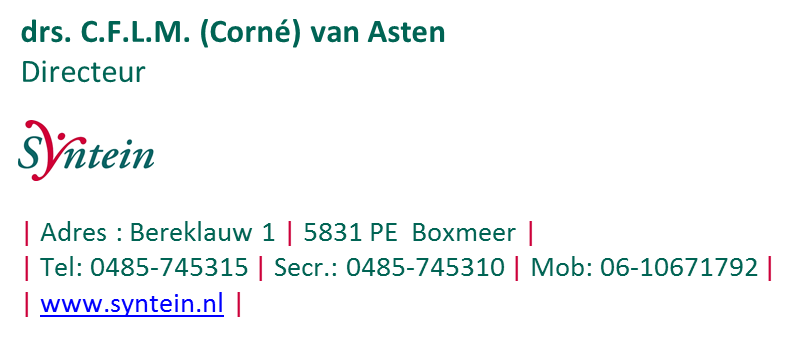 drs. C.F.L.M. (Corné) van Asten
Directeur
Syntein
| Adres : Bereklauw 1 | 5831 PE  Boxmeer |
| Tel: 0485-745315 | Secr.: 0485-745310 | Mob: 06-10671792 |
| www.syntein.nl |